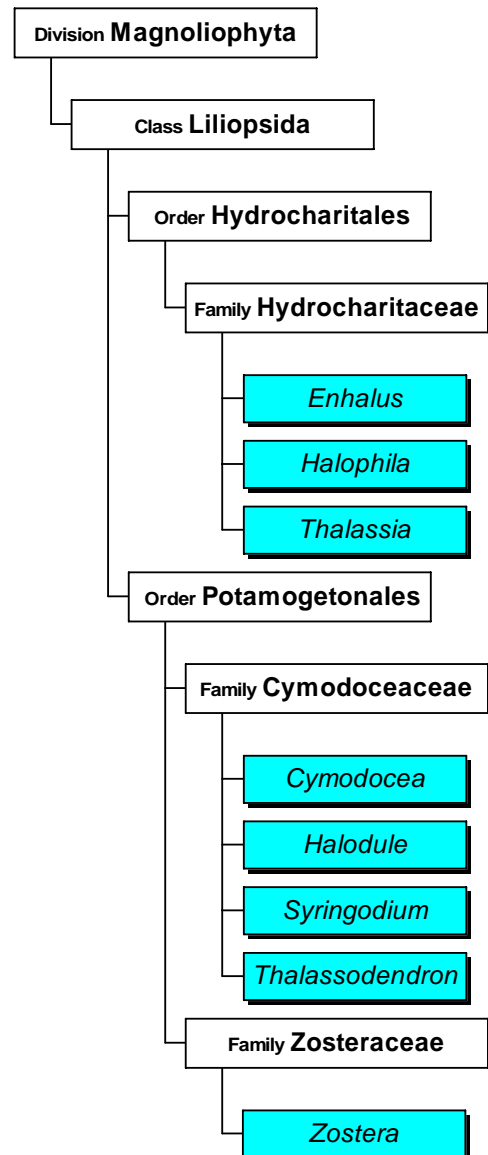 Division Magnoliophyta
Class Liliopsida
Order Hydrocharitales
Family Hydrocharitaceae
Enhalus
Halophila
Thalassia
Order Potamogetonales
Family Cymodoceaceae
Cymodocea
Halodule
Syringodium
Thalassodendron
Family Zosteraceae
Zostera